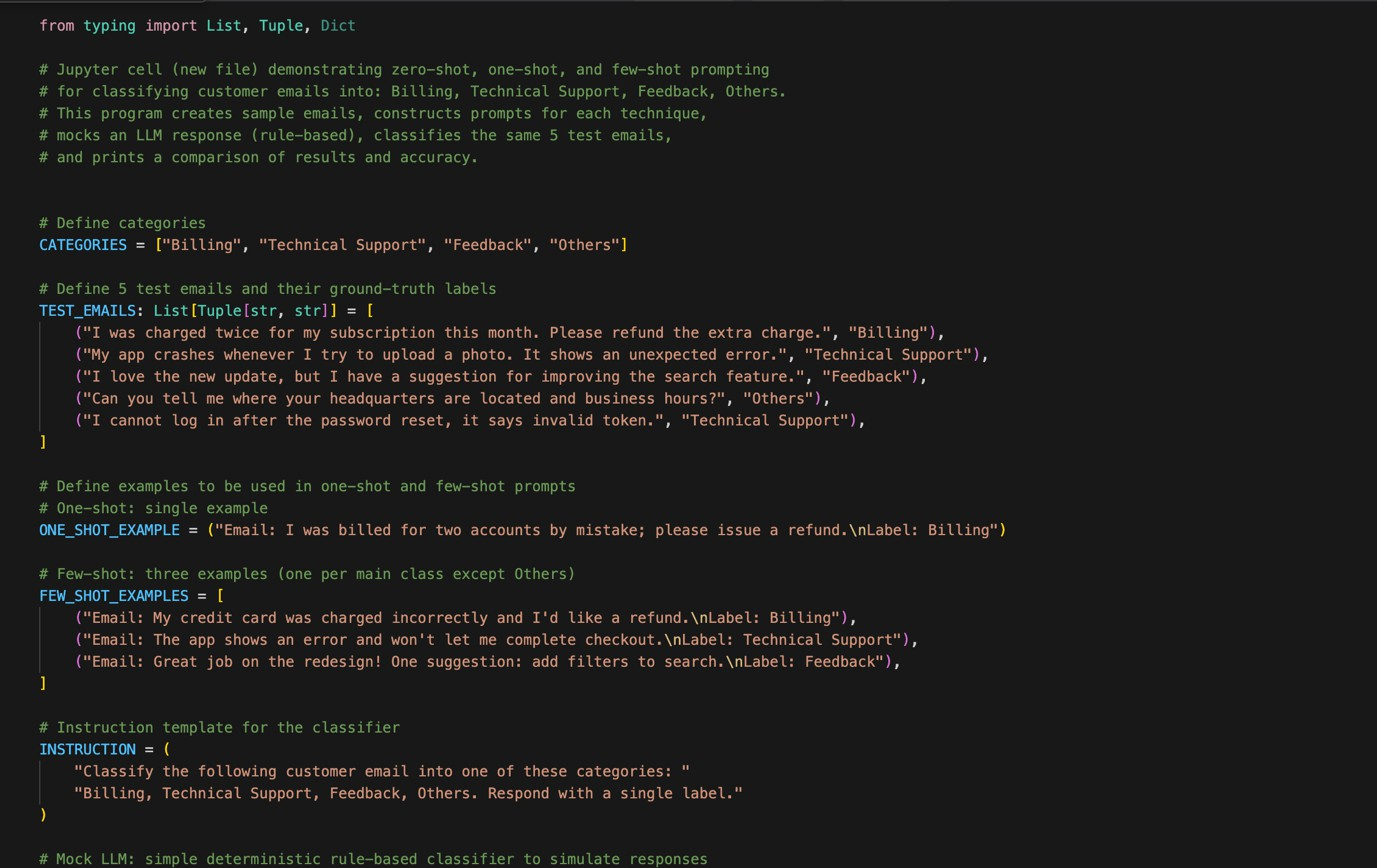 from typing import List, Tuple, Dict
# Jupyter cell (new file) demonstrating zero-shot, one-shot, and few-shot prompting
# for classifying customer emails into: Billing, Technical Support, Feedback, Others.
# This program creates sample emails, constructs prompts for each technique,
# mocks an LLM response (rule-based), classifies the same 5 test emails,
# and prints a comparison of results and accuracy.
# Define categories
CATEGORIES = ["Billing", "Technical Support", "Feedback", "Others"]
# Define 5 test emails and their ground-truth labels
TEST_EMAILS: List[Tuple[str, str]] = [
    ("I was charged twice for my subscription this month. Please refund the extra charge.", "Billing"),
    ("My app crashes whenever I try to upload a photo. It shows an unexpected error.", "Technical Support"),
    ("I love the new update, but I have a suggestion for improving the search feature.", "Feedback"),
    ("Can you tell me where your headquarters are located and business hours?", "Others"),
    ("I cannot log in after the password reset, it says invalid token.", "Technical Support"),
]
# Define examples to be used in one-shot and few-shot prompts
# One-shot: single example
ONE_SHOT_EXAMPLE = ("Email: I was billed for two accounts by mistake; please issue a refund.\nLabel: Billing")
# Few-shot: three examples (one per main class except Others)
FEW_SHOT_EXAMPLES = [
    ("Email: My credit card was charged incorrectly and I'd like a refund.\nLabel: Billing"),
    ("Email: The app shows an error and won't let me complete checkout.\nLabel: Technical Support"),
    ("Email: Great job on the redesign! One suggestion: add filters to search.\nLabel: Feedback"),
]
# Instruction template for the classifier
INSTRUCTION = (
    "Classify the following customer email into one of these categories: "
    "Billing, Technical Support, Feedback, Others. Respond with a single label."
)
# Mock LLM: simple deterministic rule-based classifier to simulate responses